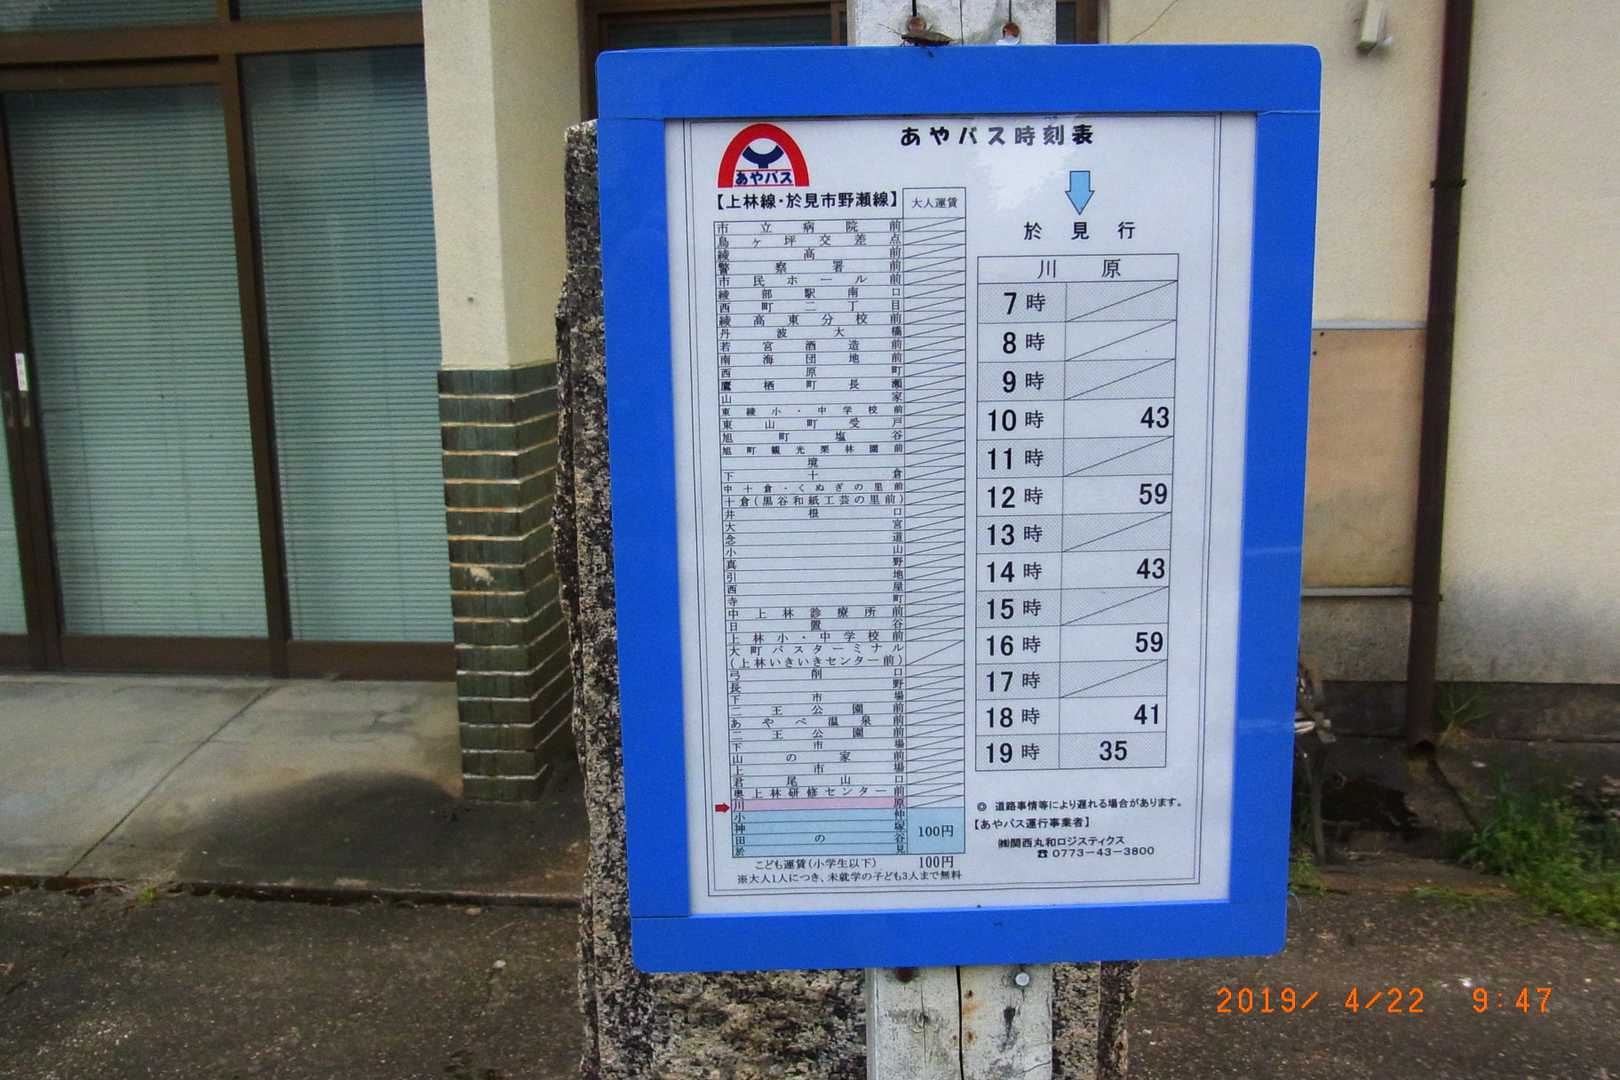 あやバス時刻表
あやバス
【上林線・於見市野瀬線】 大人運賃
市立病院前
鳥ヶ坪交差点
綾高前
警察署前
市民ホール前
綾部駅南口
西町二丁目
綾高東分校前
丹波大橋
若宮酒造前
南海団地前
西原町
鷹栖町長瀬
山家
東綾小・中学校前
東山町受戸
旭町塩谷
旭町観光栗林園前
境
下十倉
中十倉・くぬぎの里前
十倉(黒谷和紙工芸の里前)
井根口
大宮
念道
小山
真野
引地
西屋
寺町
中上林診療所前
日置谷
上林小・中学校前
大町バスターミナル
(上林いきいきセンター前)
弓削口
長野
下市場
二王公園前
あやべ温泉前
二王公園前
下市場
山の家前
上市場
君尾山口
奥上林研修センター前
川原
小仲
神塚
田の谷
於見
100円
こども運賃(小学生以下) 100円
※大人1人につき、未就学の子ども3人まで無料
於見行
川原
7時
8時
9時
10時 43
11時
12時 59
13時
14時 43
15時
16時 59
17時
18時 41
19時 35
◎ 道路事情等により遅れる場合があります。
【あやバス運行事業者】
㈱関西丸和ロジスティクス
☎0773-43-3800
2019/ 4/22 9:47